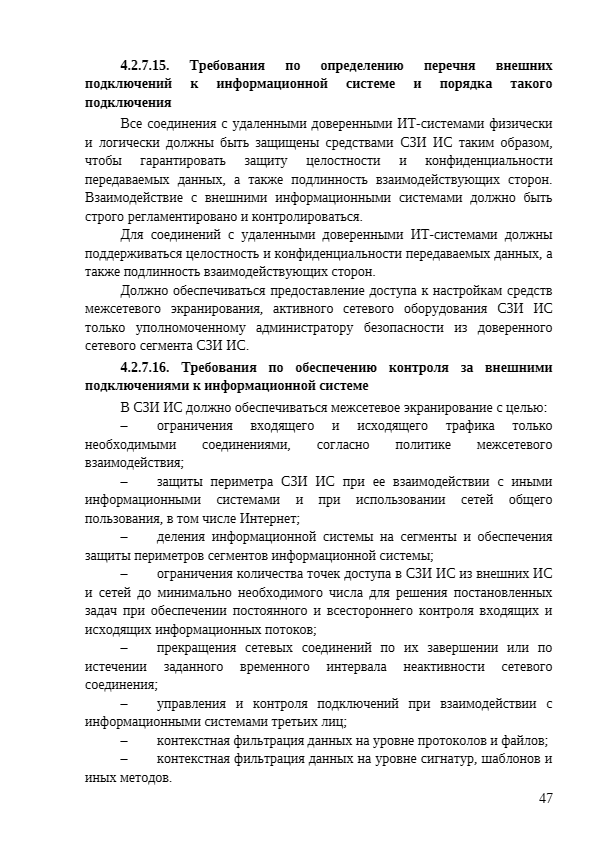 4.2.7.15. Требования по определению перечня внешних
подключений к информационной системе и порядка такого
подключения
Все соединения с удаленными доверенными ИТ-системами физически
и логически должны быть защищены средствами СЗИ ИС таким образом,
чтобы гарантировать защиту целостности и конфиденциальности
передаваемых данных, а также подлинность взаимодействующих сторон.
Взаимодействие с внешними информационными системами должно быть
строго регламентировано и контролироваться.
Для соединений с удаленными доверенными ИТ-системами должны
поддерживаться целостность и конфиденциальности передаваемых данных, а
также подлинность взаимодействующих сторон.
Должно обеспечиваться предоставление доступа к настройкам средств
межсетевого экранирования, активного сетевого оборудования СЗИ ИС
только уполномоченному администратору безопасности из доверенного
сетевого сегмента СЗИ ИС.
4.2.7.16. Требования по обеспечению контроля за внешними
подключениями к информационной системе
В СЗИ ИС должно обеспечиваться межсетевое экранирование с целью:
– ограничения входящего и исходящего трафика только
необходимыми соединениями, согласно политике межсетевого
взаимодействия;
– защиты периметра СЗИ ИС при ее взаимодействии с иными
информационными системами и при использовании сетей общего
пользования, в том числе Интернет;
– деления информационной системы на сегменты и обеспечения
защиты периметров сегментов информационной системы;
– ограничения количества точек доступа в СЗИ ИС из внешних ИС
и сетей до минимально необходимого числа для решения постановленных
задач при обеспечении постоянного и всестороннего контроля входящих и
исходящих информационных потоков;
– прекращения сетевых соединений по их завершении или по
истечении заданного временного интервала неактивности сетевого
соединения;
– управления и контроля подключений при взаимодействии с
информационными системами третьих лиц;
– контекстная фильтрация данных на уровне протоколов и файлов;
– контекстная фильтрация данных на уровне сигнатур, шаблонов и
иных методов.
47